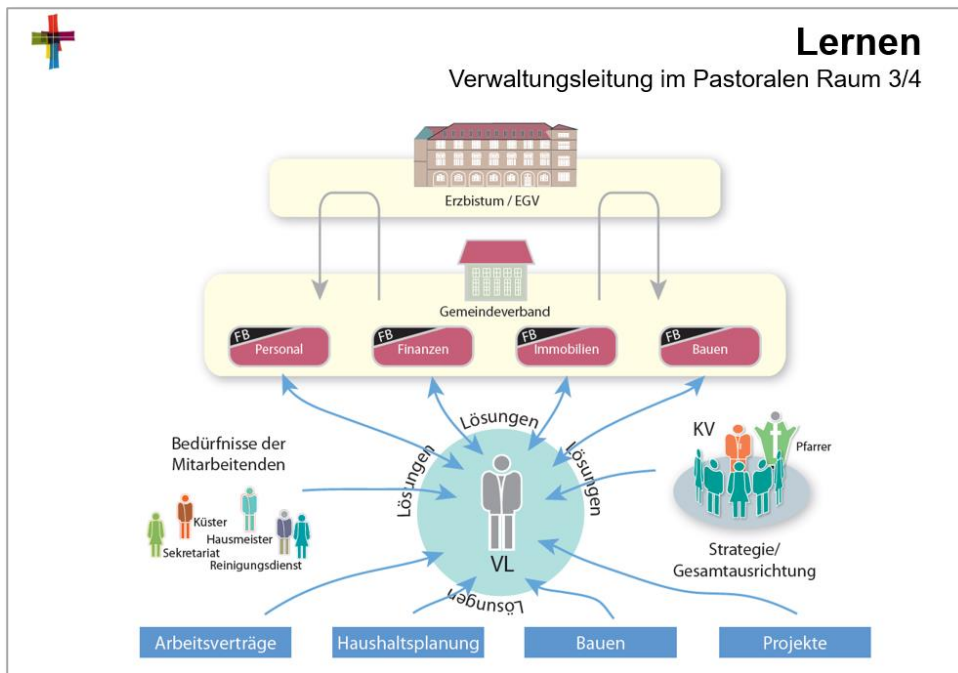 Lernen
Verwaltungsleitung im Pastoralen Raum 3/4
Erzbistum / EGV
Gemeindeverband
FB
Personal
FB
Finanzen
FB
Immobilien
FB
Bauen
Bedürfnisse der
Mitarbeitenden
Küster
Hausmeister
Sekretariat
Reinigungsdienst
Lösungen
Lösungen
Lösungen
VL
Lösungen
KV
Pfarrer
Strategie/
Gesamtausrichtung
Arbeitsverträge
Haushaltsplanung
Bauen
Projekte